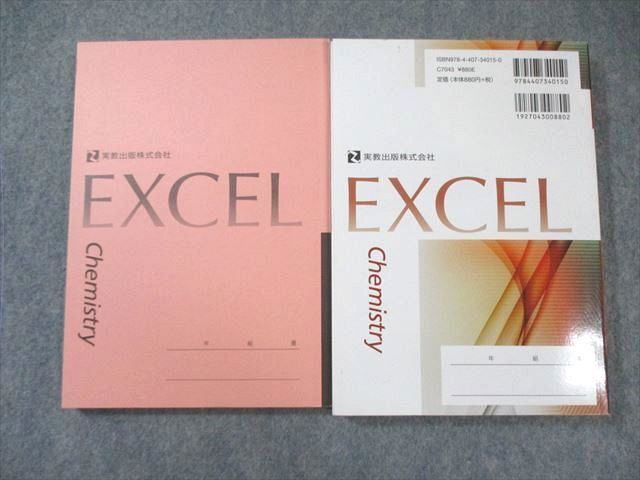 実教出版株式会社
EXCEL
Chemistry
年 組 番
ISBN978-4-407-34015-0
C7043 ¥880E
定価(本体880円+税)
9784407340150
1927043008802
実教出版株式会社
EXCEL
Chemistry
年 組 番